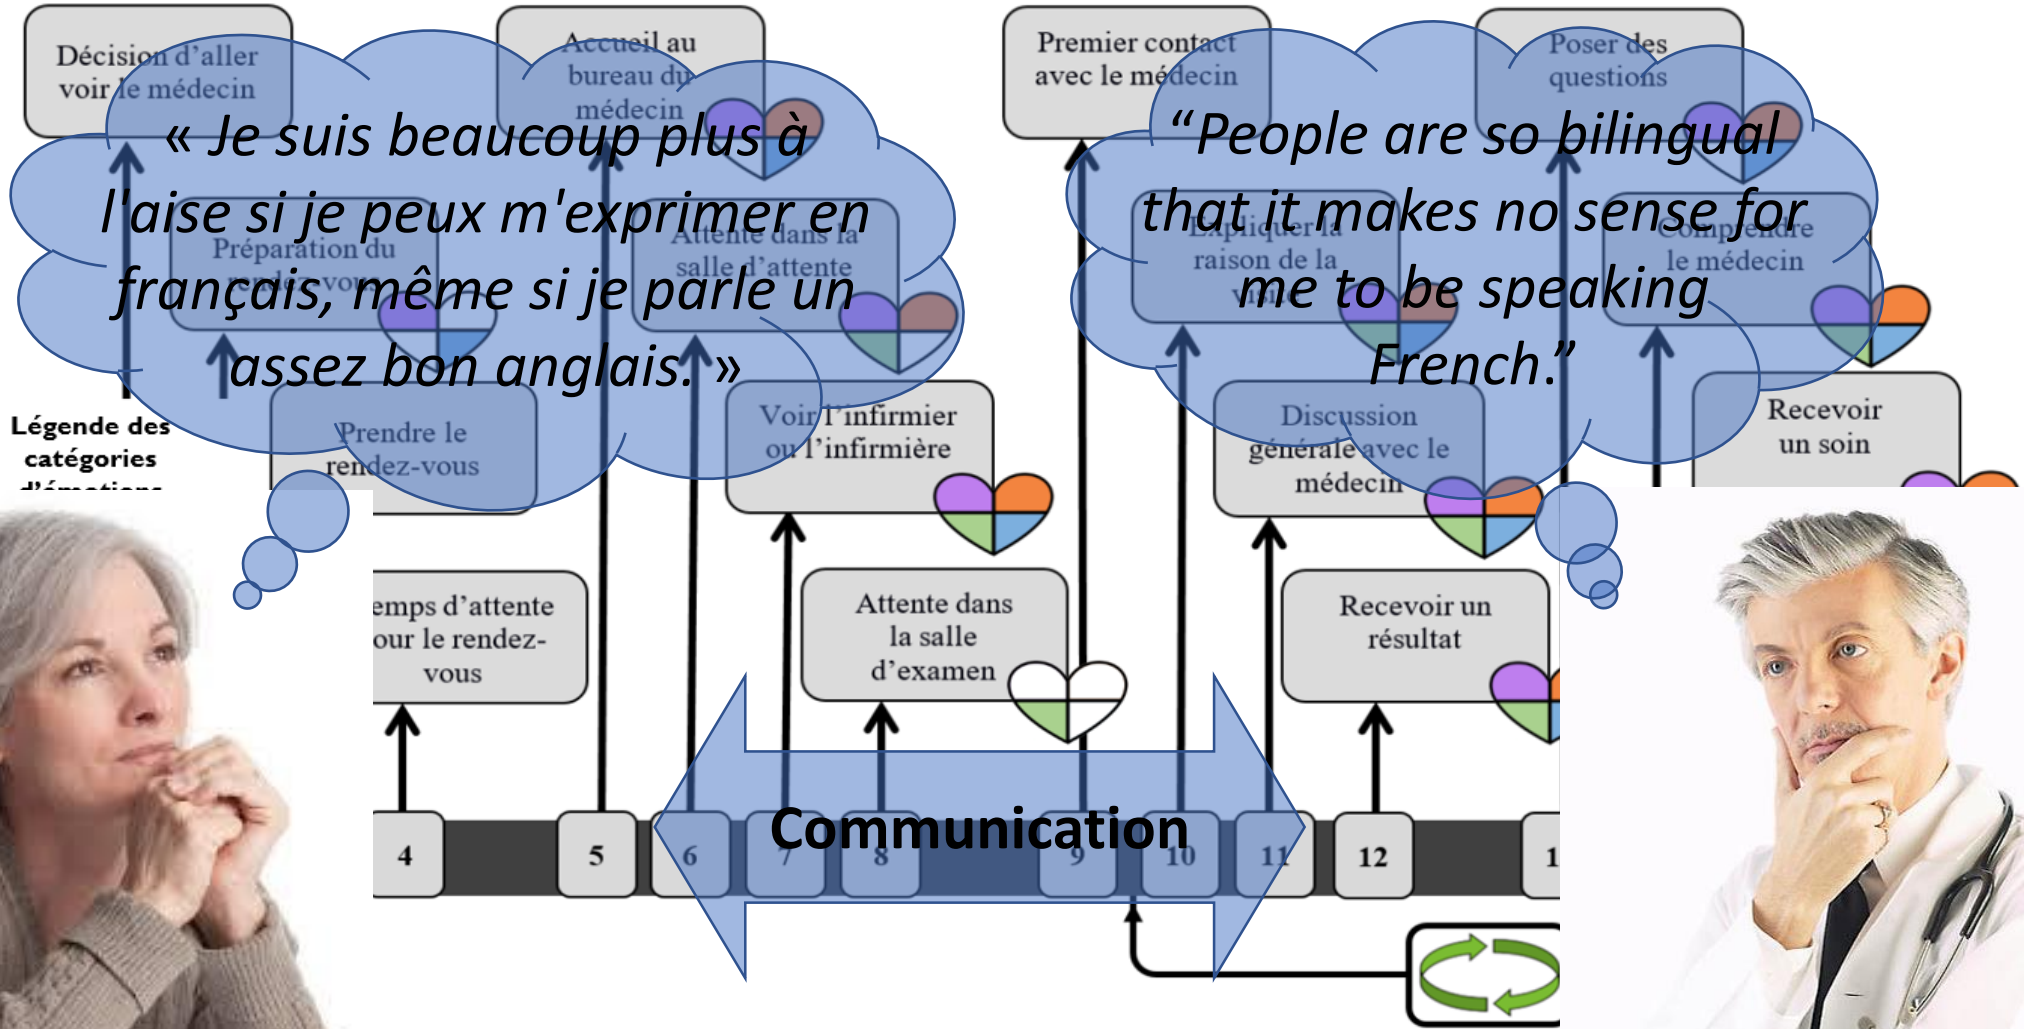 Décision d’aller
voir le médecin
Accueil au
bureau du
médecin
Premier contact
avec le médecin
Poser des
questions
« Je suis beaucoup plus à
l'aise si je peux m'exprimer en
français, même si je parle un
assez bon anglais. »
“People are so bilingual
that it makes no sense for
me to be speaking
French.”
Préparation du
rendez-vous
Attente dans la
salle d’attente
Expliquer la
raison de la
visite
Comprendre
le médecin
Légende des
catégories
d’émotions
Prendre le
rendez-vous
Voir l’infirmier
ou l’infirmière
Discussion
générale avec le
médecin
Recevoir
un soin
emps d’attente
our le rendez-
vous
Attente dans
la salle
d’examen
Recevoir un
résultat
Communication
4 5 6 7 8 9 10 11 12 1